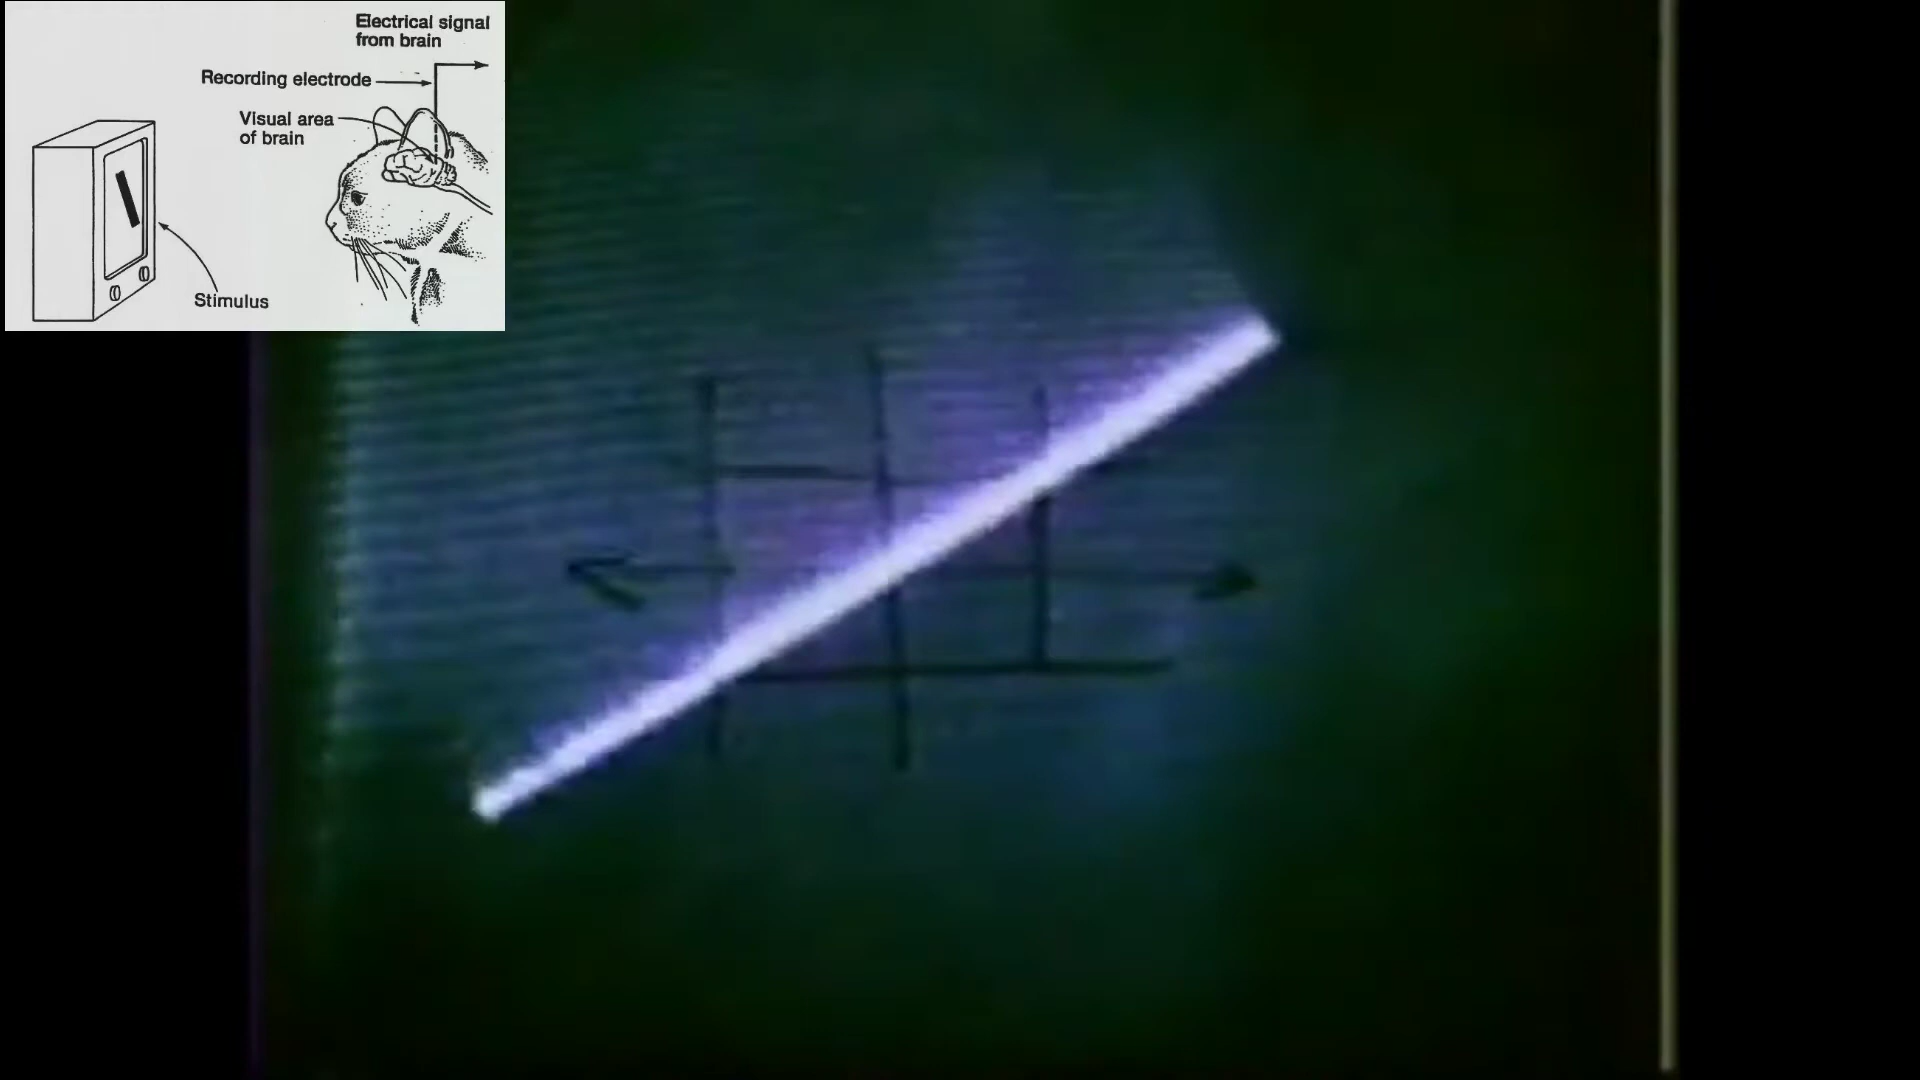 Electrical signal
from brain
Recording electrode
Visual area
of brain
Stimulus